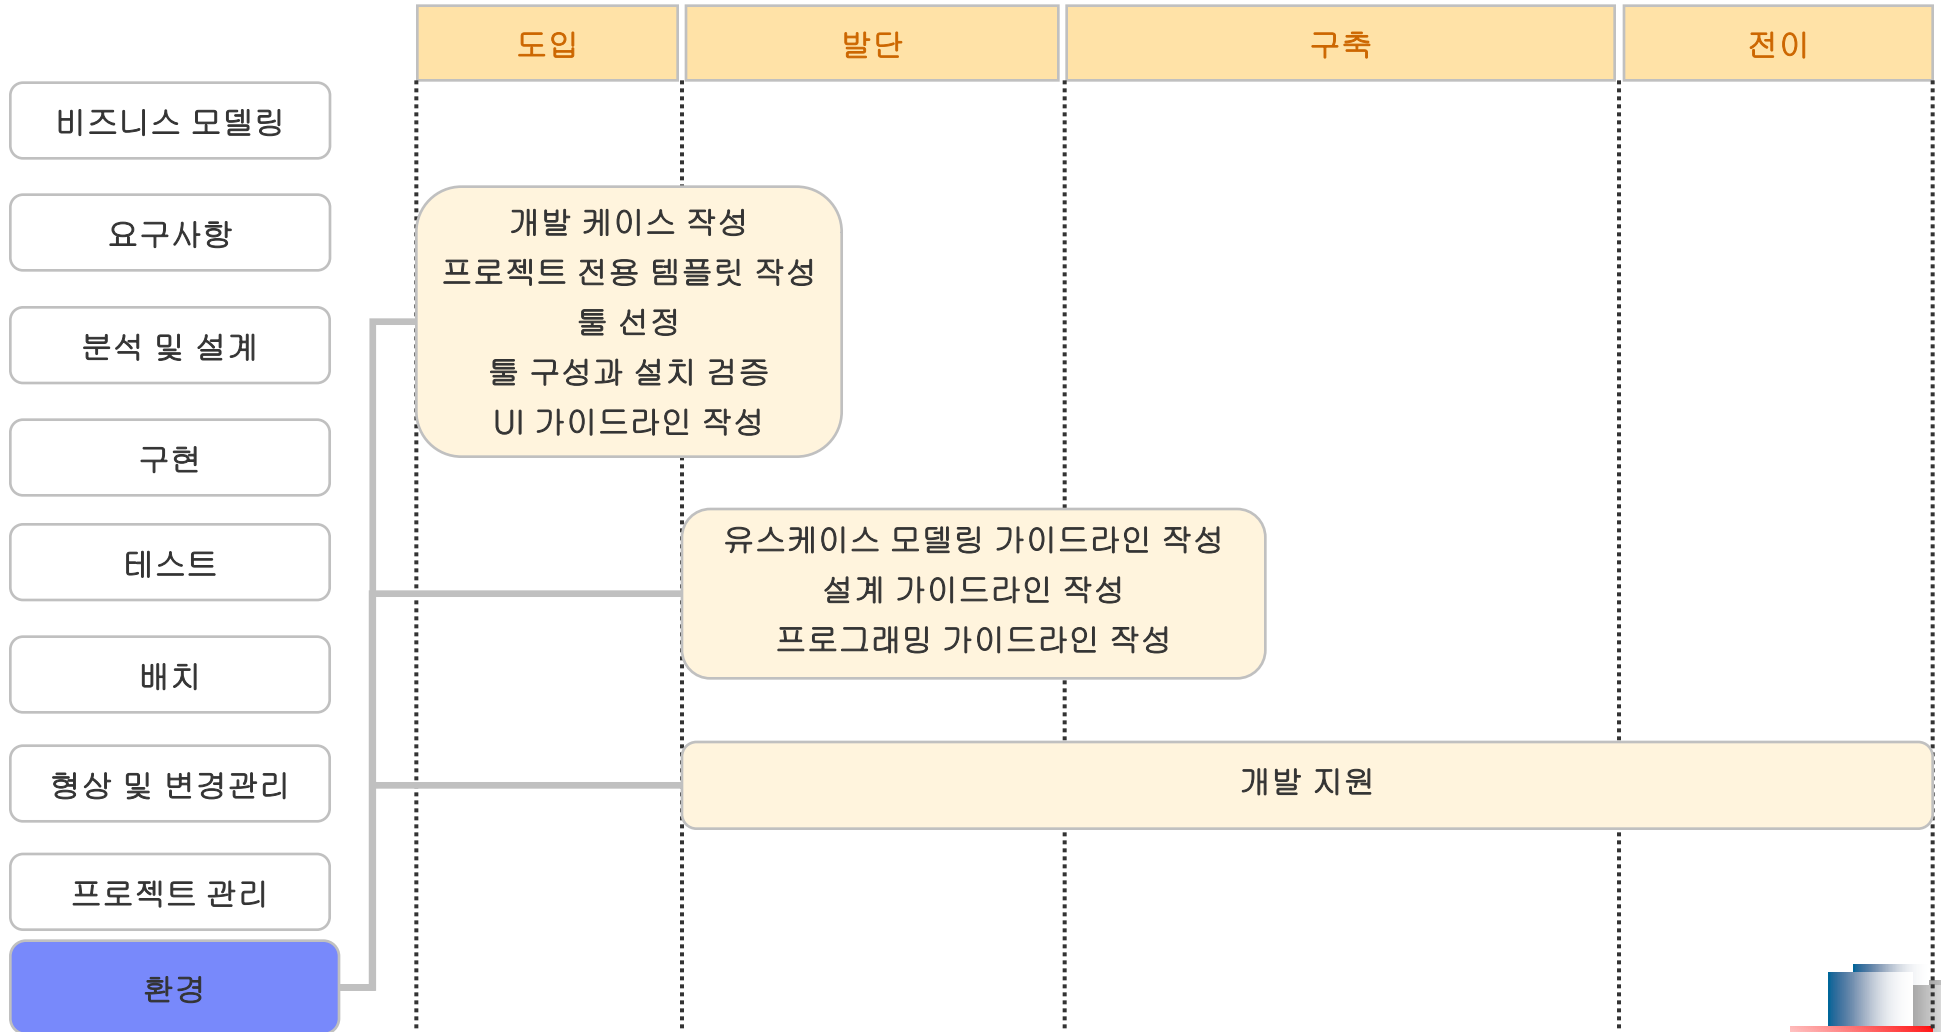 도입
발단
구축
전이
비즈니스 모델링
요구사항
분석 및 설계
구현
테스트
배치
형상 및 변경관리
프로젝트 관리
환경
개발 케이스 작성
프로젝트 전용 템플릿 작성
툴 선정
툴 구성과 설치 검증
UI 가이드라인 작성
유스케이스 모델링 가이드라인 작성
설계 가이드라인 작성
프로그래밍 가이드라인 작성
개발 지원